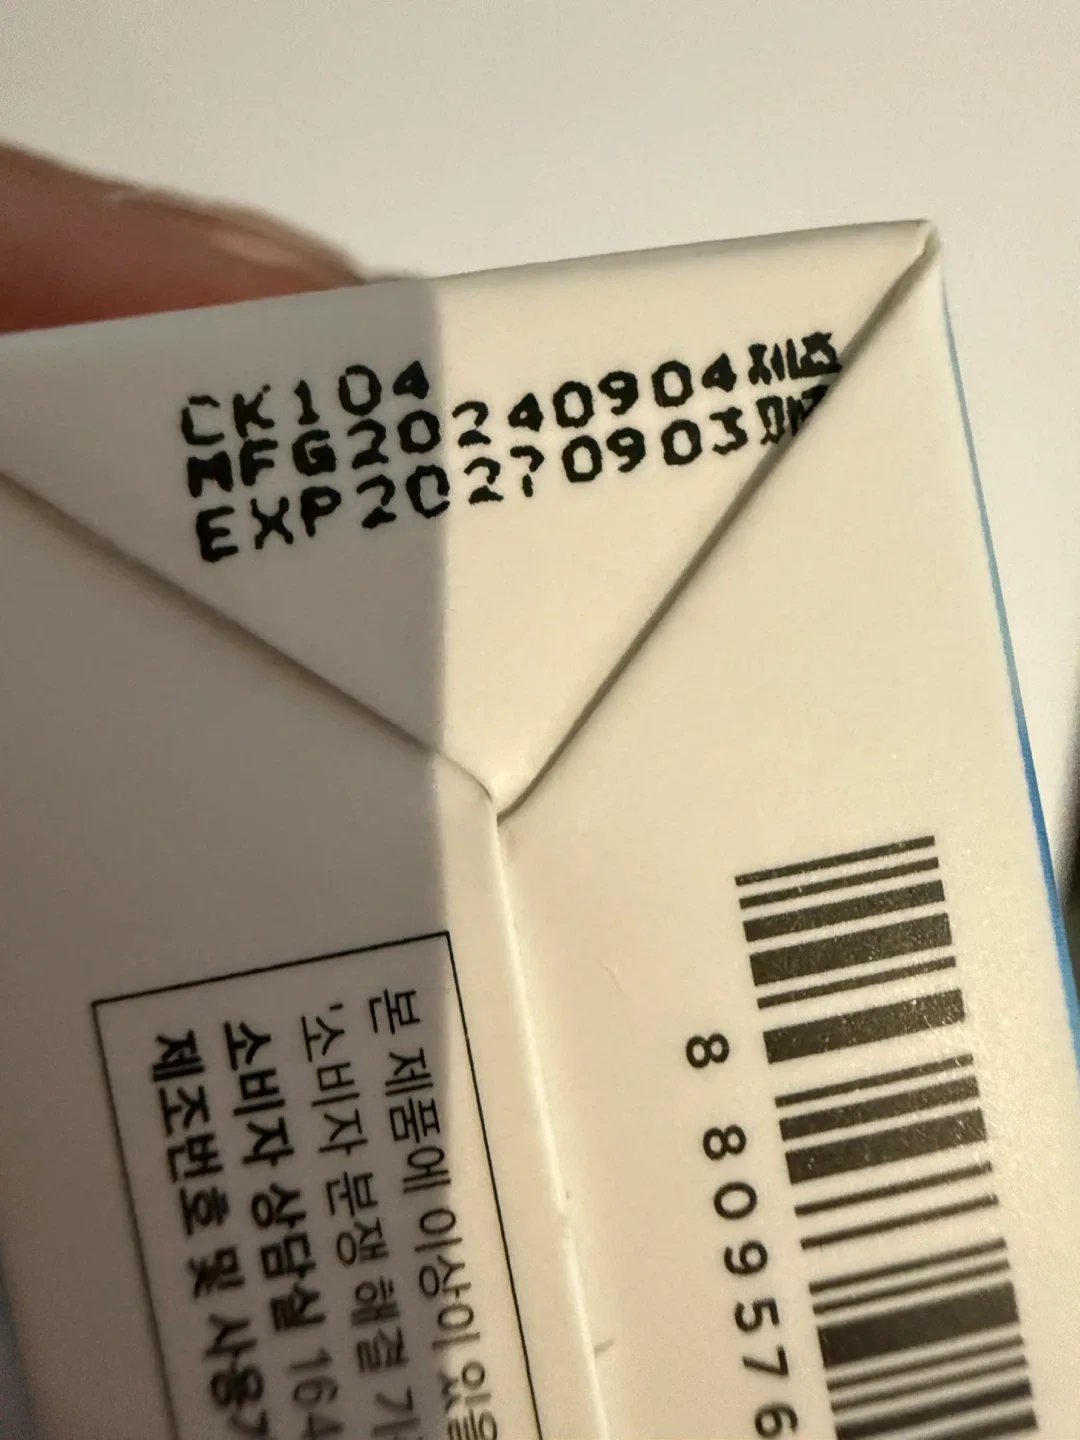 CK104
MFG20240904제조
EXP20270903까지
본 제품에 이상이 있을
'소비자 분쟁 해결 기
소비자 상담실 164
제조번호 및 사용기
8 809576